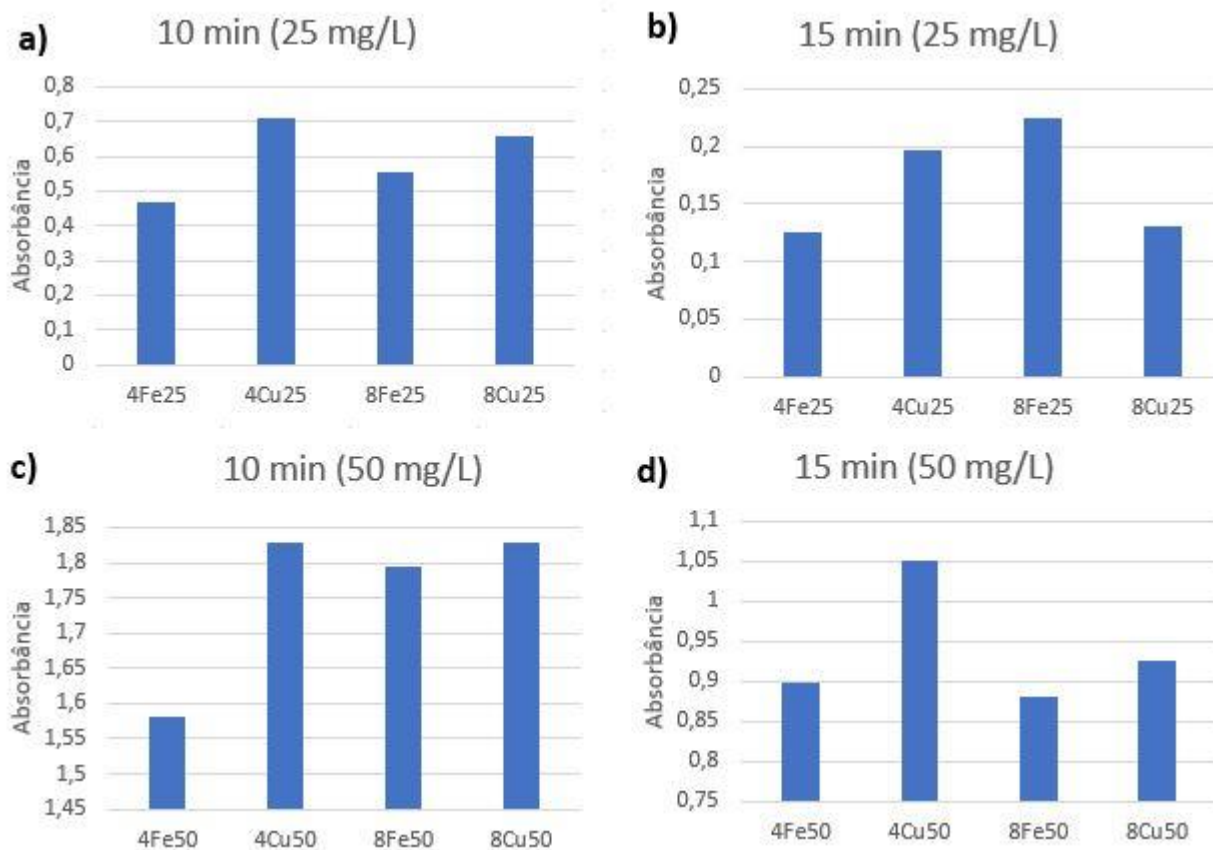 a)
10 min (25 mg/L)
Absorbância
0,8
0,7
0,6
0,5
0,4
0,3
0,2
0,1
0
4Fe25 4Cu25 8Fe25 8Cu25
b)
15 min (25 mg/L)
Absorbância
0,25
0,2
0,15
0,1
0,05
0
4Fe25 4Cu25 8Fe25 8Cu25
c)
10 min (50 mg/L)
Absorbância
1,85
1,8
1,75
1,7
1,65
1,6
1,55
1,5
1,45
4Fe50 4Cu50 8Fe50 8Cu50
d)
15 min (50 mg/L)
Absorbância
1,1
1,05
1
0,95
0,9
0,85
0,8
0,75
4Fe50 4Cu50 8Fe50 8Cu50